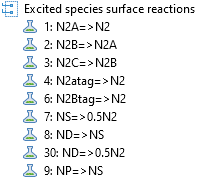 Excited species surface reactions
1: N2A=>N2
2: N2B=>N2A
3: N2C=>N2B
4: N2atag=>N2
6: N2Btag=>N2
7: NS=>0.5N2
8: ND=>NS
30: ND=>0.5N2
9: NP=>NS